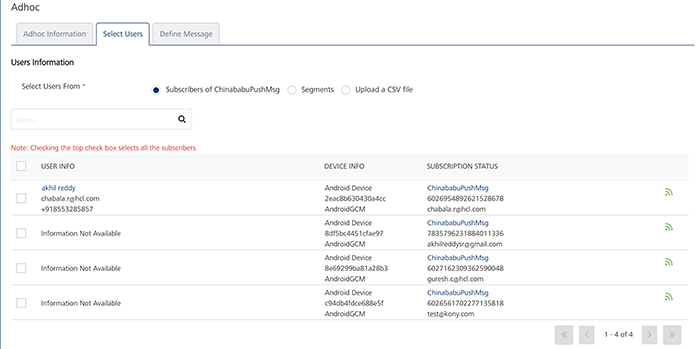 Adhoc
Adhoc Information Select Users Define Message
Users Information
Select Users From * Subscribers of ChinababuPushMsg Segments Upload a CSV file
Search...
Note: Checking the top check box selects all the subscribers.
USER INFO DEVICE INFO SUBSCRIPTION STATUS
akhil reddy Android Device ChinababuPushMsg
chabala.r@hcl.com 2eac8b630430a4cc 6026954892621528678
+918553285857 AndroidGCM chabala.r@hcl.com
Android Device ChinababuPushMsg
Information Not Available 8df5bc4451cfae97 7835796231884011336
AndroidGCM akhilreddysr@gmail.com
Android Device ChinababuPushMsg
Information Not Available 8e69299ba81a28b3 6027162309362590048
AndroidGCM guresh.c@hcl.com
Android Device ChinababuPushMsg
Information Not Available c94db4fdce688e5f 6026561702277135818
AndroidGCM test@kony.com
1 - 4 of 4